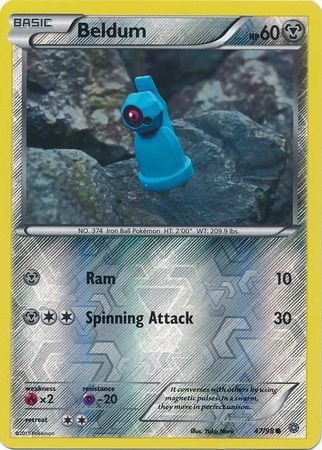 BASIC
Beldum
HP60
NO. 374 Iron Ball Pokémon HT: 2'00" WT: 209.9 lbs.
Ram 10
Spinning Attack 30
weakness
×2
resistance
-20
retreat
It converses with others by using
magnetic pulses. In a swarm,
they move in perfect unison.
©2015 Pokémon
Illus. Yuka Morii
47/98